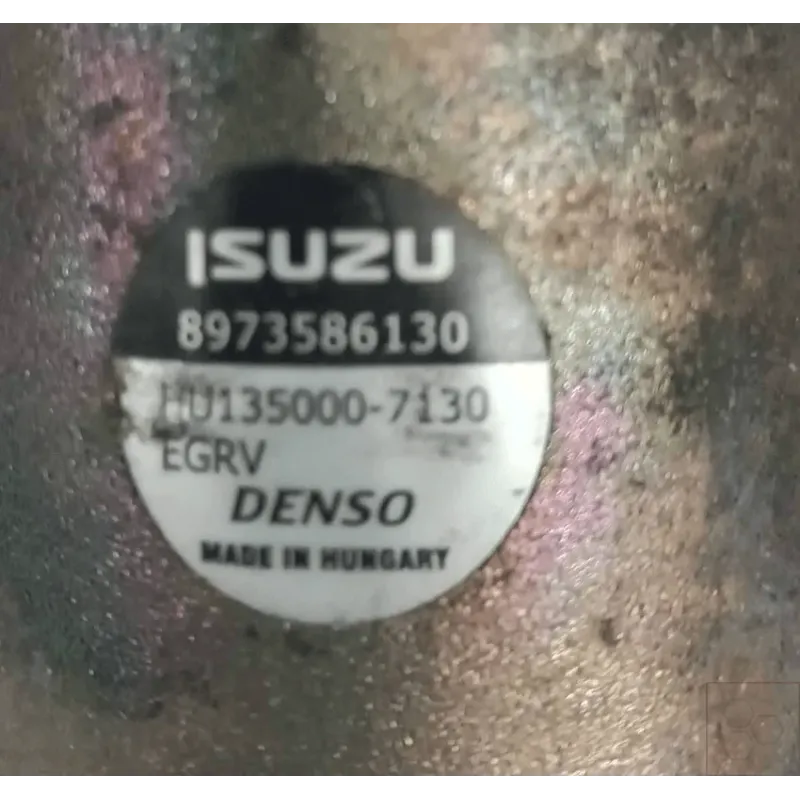 ISUZU
8973586130
HU135000-7130
EGRV
DENSO
MADE IN HUNGARY